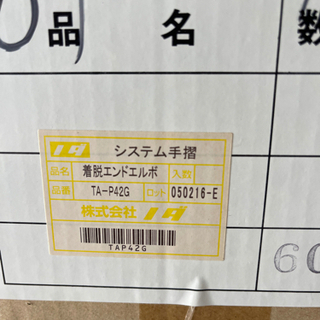 品 名 数
システム手摺
品名 着脱エンドエルボ 入数
品番 TA-P42G ロット 050216-E
株式会社
TAP42G
60